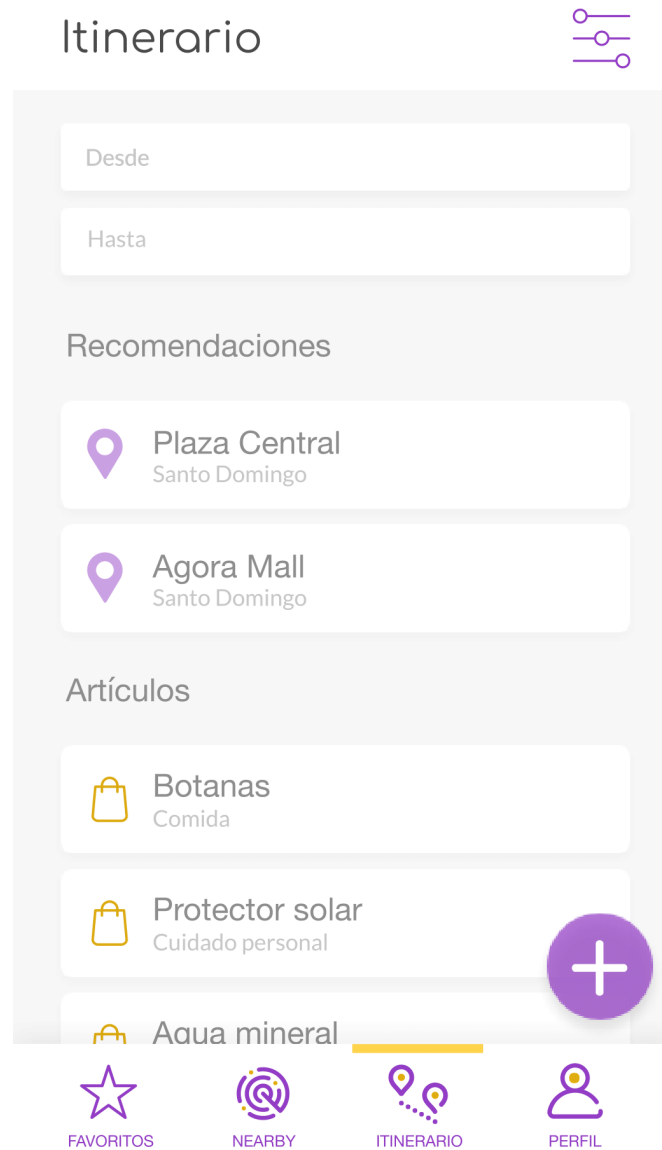 Itinerario
Desde
Hasta
Recomendaciones
Plaza Central
Santo Domingo
Agora Mall
Santo Domingo
Artículos
Botanas
Comida
Protector solar
Cuidado personal
Agua mineral
FAVORITOS
NEARBY
ITINERARIO
PERFIL